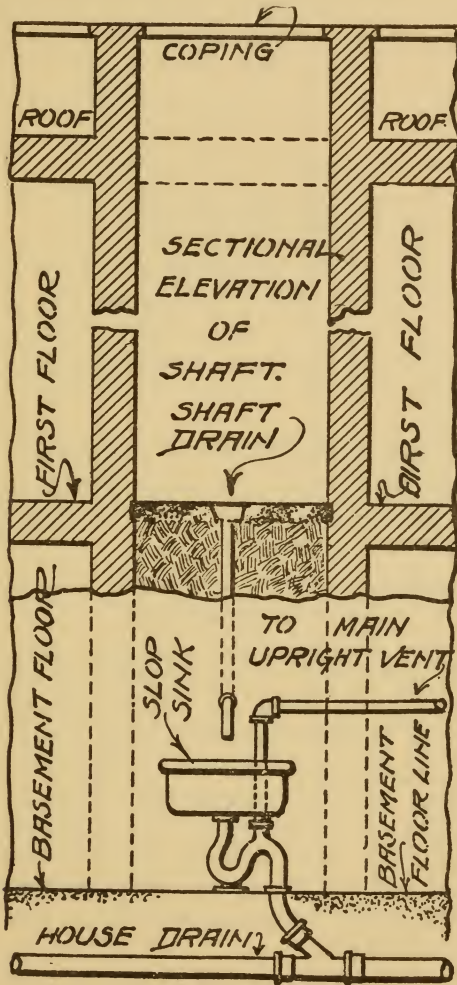 COPING
ROOF
ROOF.
SECTIONAL
ELEVATION
OF
SHAFT.
SHAFT
DRAIN
FIRST FLOOR
FIRST FLOOR
TO MAIN
UPRIGHT VENT
SLOP
SINK
BASEMENT FLOOR
BASEMENT
FLOOR LINE
HOUSE DRAIN